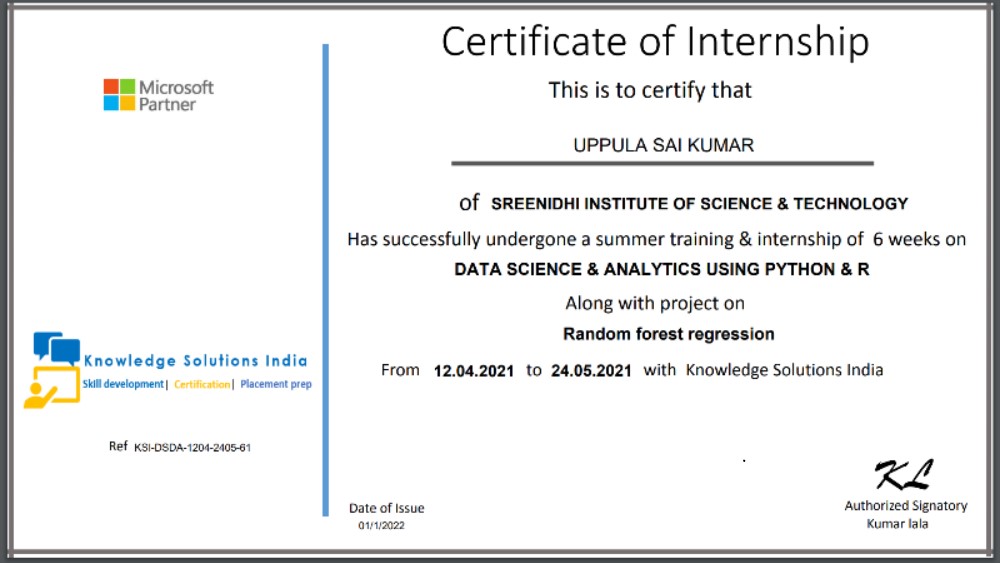 Microsoft
Partner
Knowledge Solutions India
Skill development| Certification| Placement prep
Ref KSI-DSDA-1204-2405-61
Certificate of Internship
This is to certify that
UPPULA SAI KUMAR
of SREENIDHI INSTITUTE OF SCIENCE & TECHNOLOGY
Has successfully undergone a summer training & internship of 6 weeks on
DATA SCIENCE & ANALYTICS USING PYTHON & R
Along with project on
Random forest regression
From 12.04.2021 to 24.05.2021 with Knowledge Solutions India
Date of Issue
01/1/2022
KL
Authorized Signatory
Kumar lala